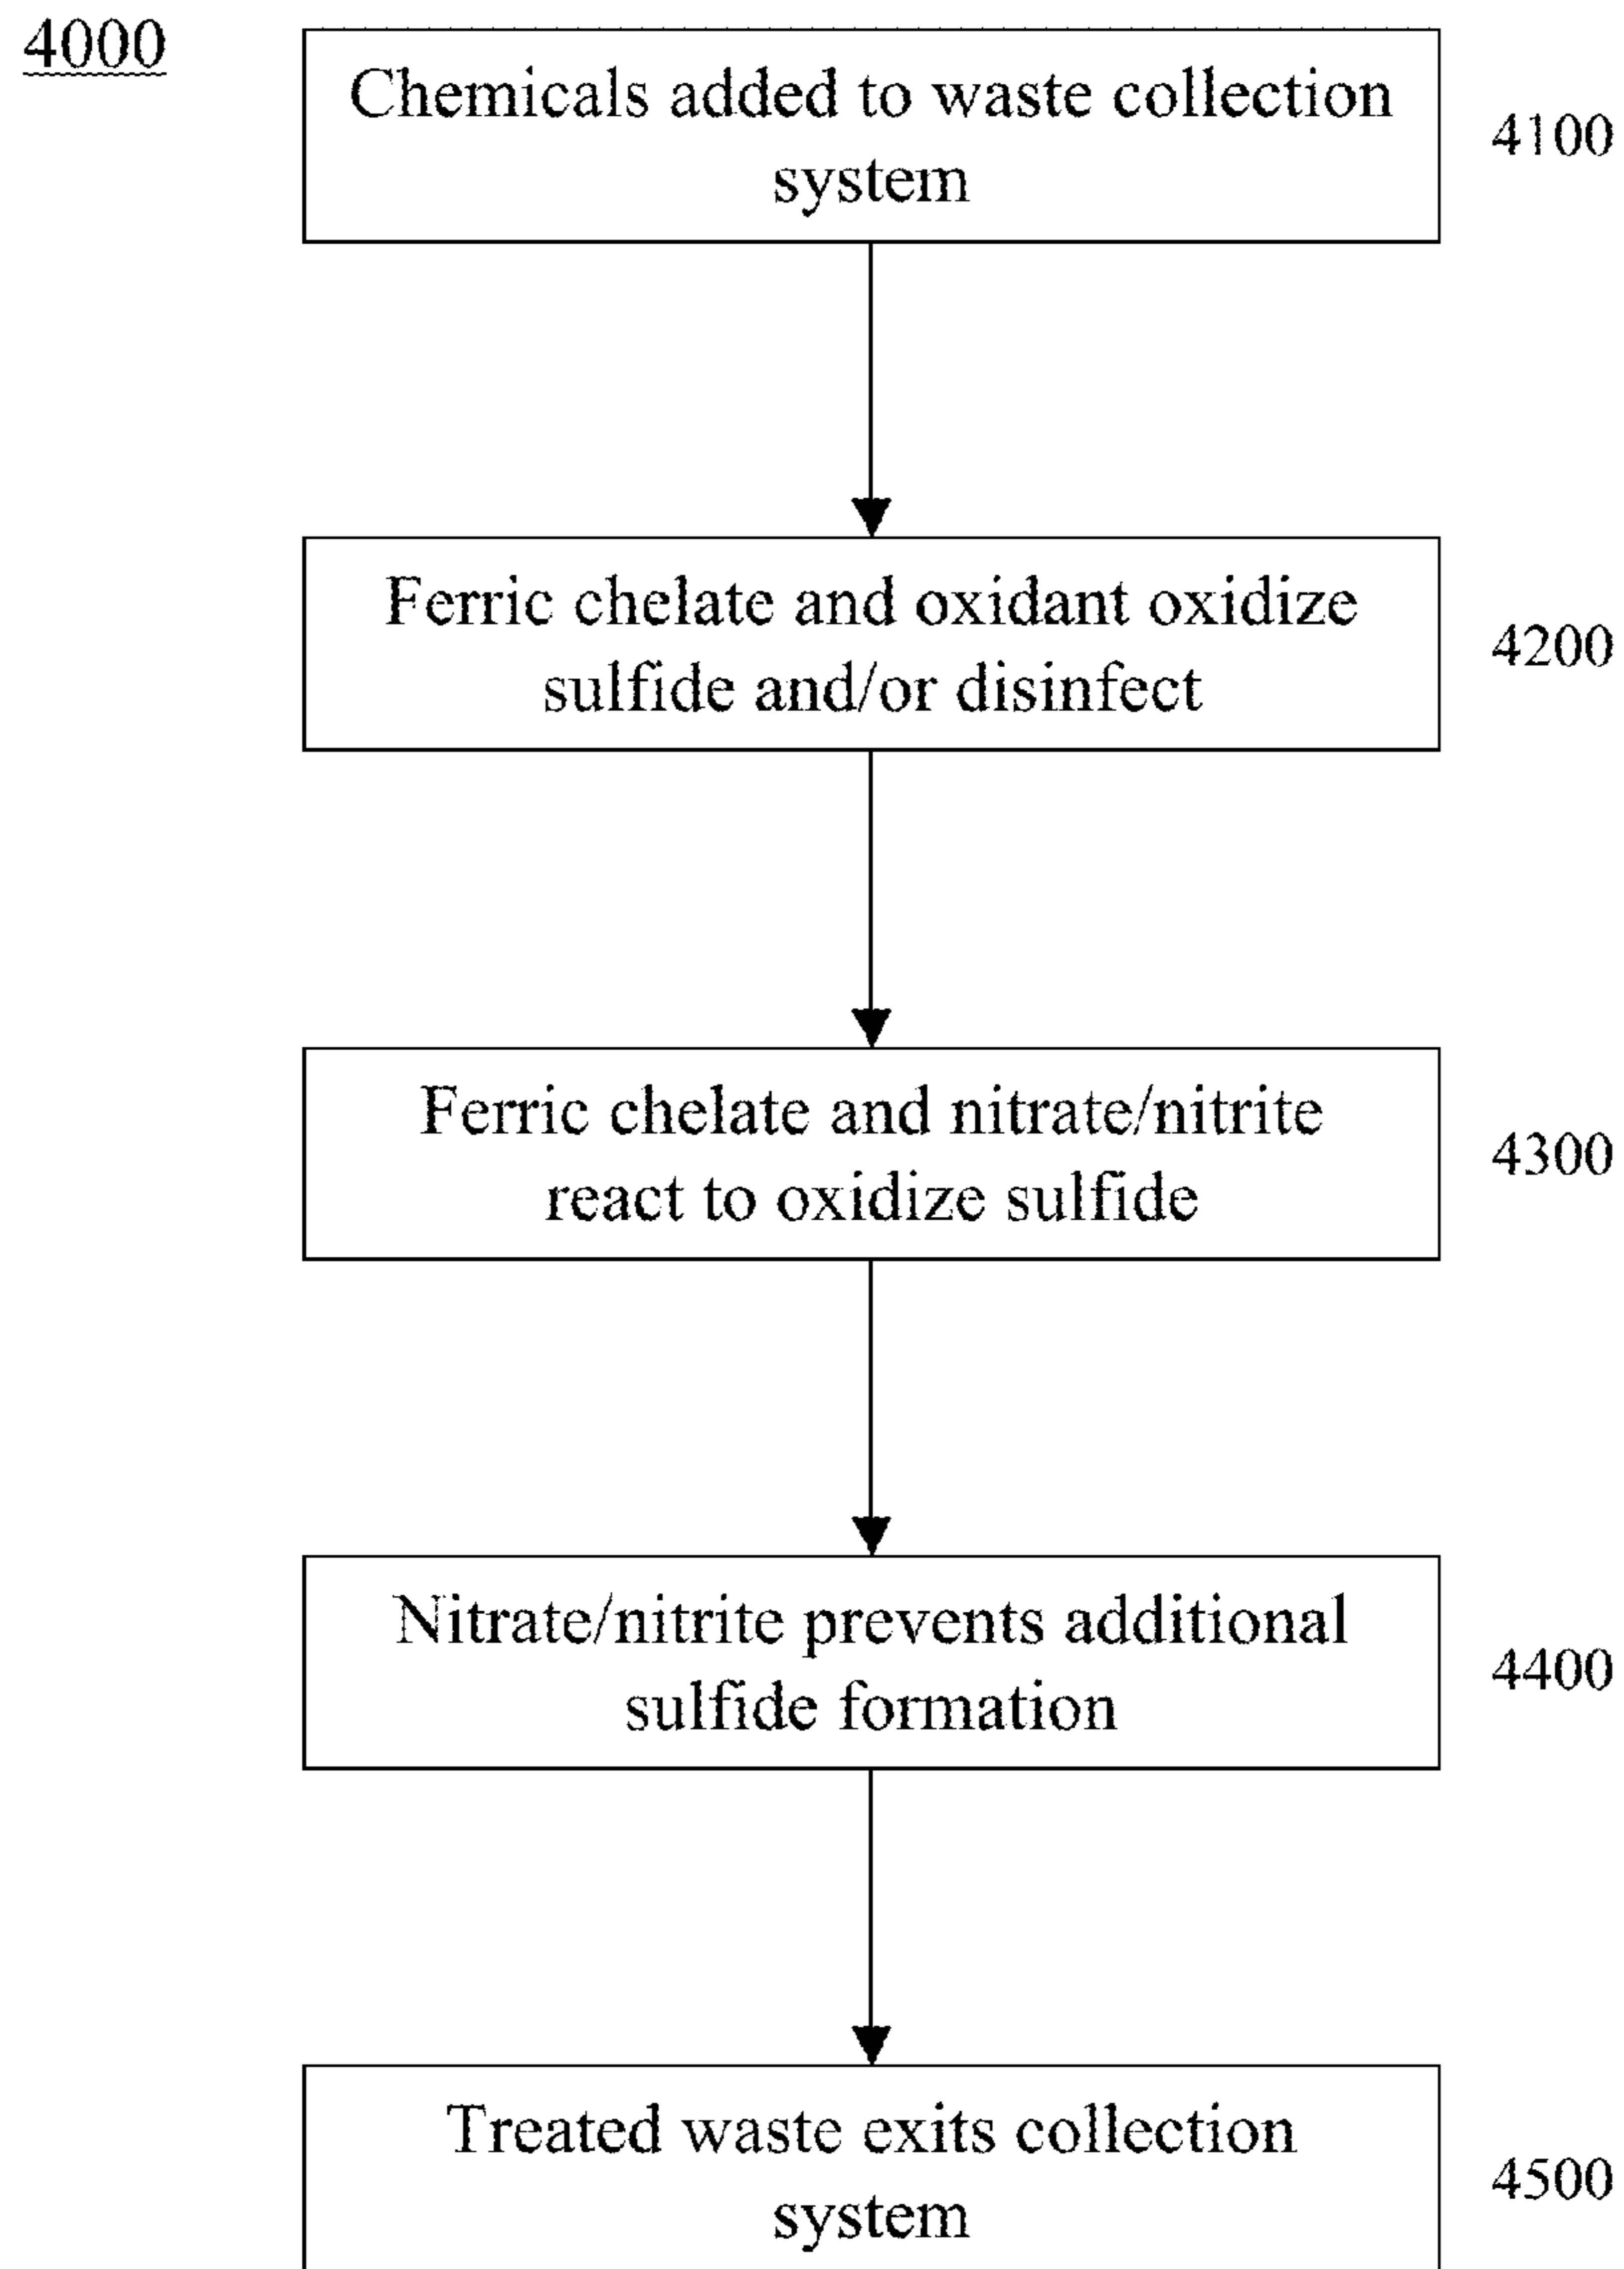 4000
Chemicals added to waste collection
system
4100
Ferric chelate and oxidant oxidize
sulfide and/or disinfect
4200
Ferric chelate and nitrate/nitrite
react to oxidize sulfide
4300
Nitrate/nitrite prevents additional
sulfide formation
4400
Treated waste exits collection
system
4500